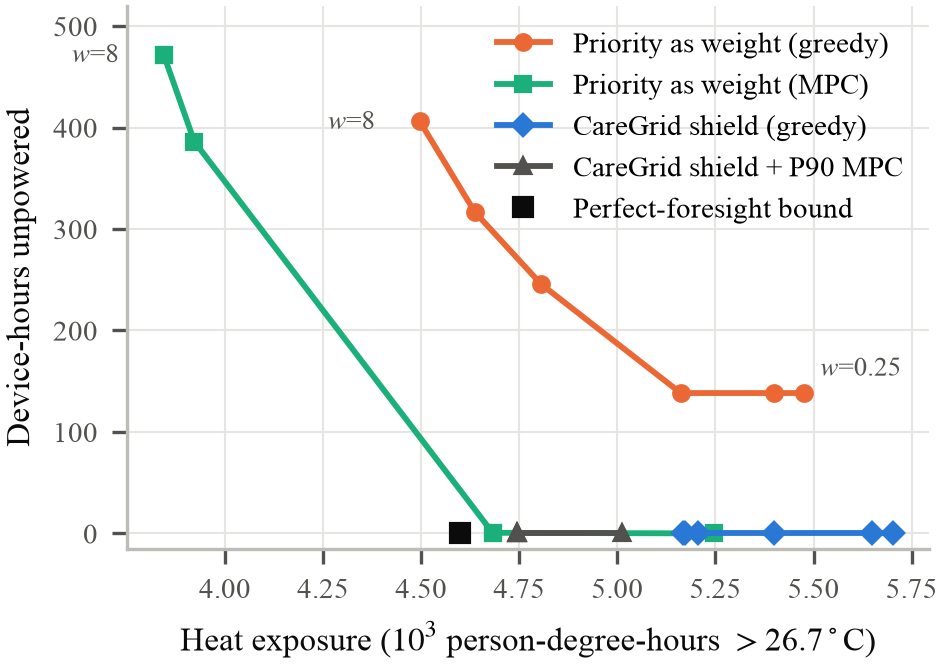 500
w=8
Priority as weight (greedy)
Priority as weight (MPC)
400
w=8
CareGrid shield (greedy)
CareGrid shield + P90 MPC
Perfect-foresight bound
300
200
w=0.25
100
0
Device-hours unpowered
4.00 4.25 4.50 4.75 5.00 5.25 5.50 5.75
Heat exposure (10³ person-degree-hours > 26.7°C)